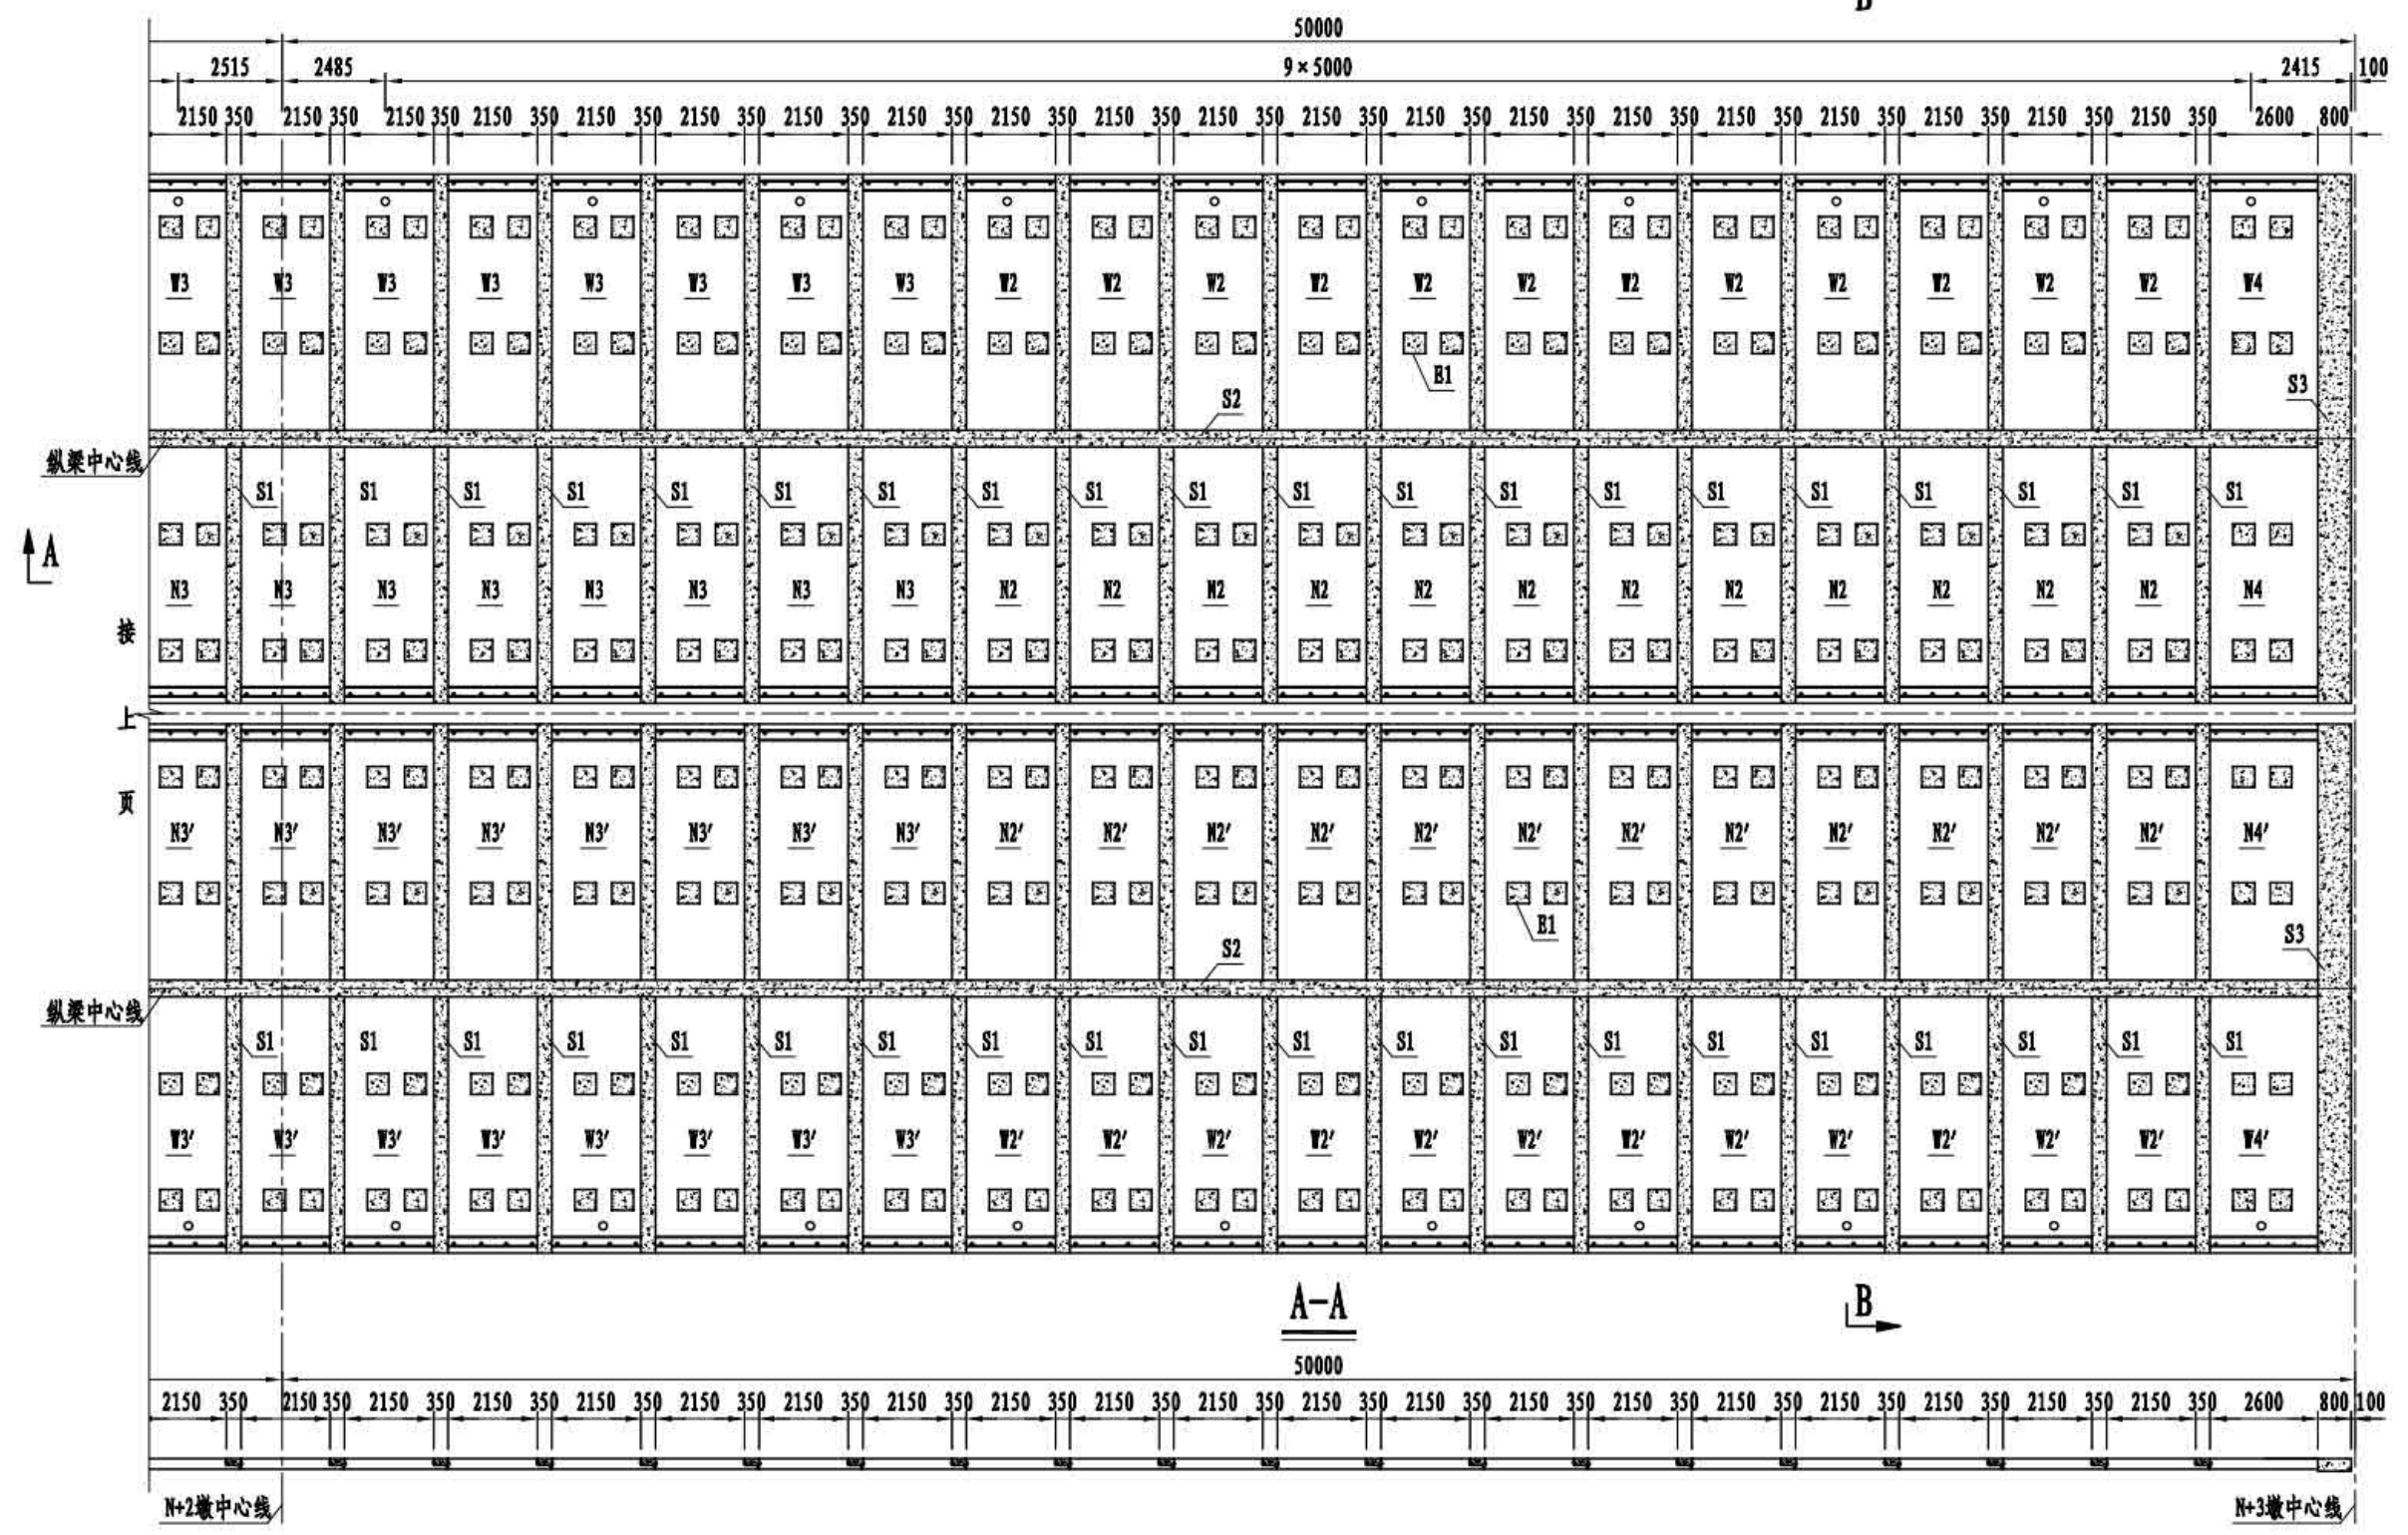 B
50000
2515 2485 9×5000 2415 100
2150 350 2150 350 2150 350 2150 350 2150 350 2150 350 2150 350 2150 350 2150 350 2150 350 2150 350 2150 350 2150 350 2150 350 2150 350 2150 350 2150 350 2150 350 2150 350 2150 350 2600 800
W3 W3 W3 W3 W3 W3 W3 W3 W2 W2 W2 W2 W2 W2 W2 W2 W2 W2 W2 W2 W4
B1
S2 S3
纵梁中心线
S1 S1 S1 S1 S1 S1 S1 S1 S1 S1 S1 S1 S1 S1 S1 S1 S1 S1 S1 S1
A
N3 N3 N3 N3 N3 N3 N3 N3 N2 N2 N2 N2 N2 N2 N2 N2 N2 N2 N2 N2 N4
接
上
页
N3′ N3′ N3′ N3′ N3′ N3′ N3′ N3′ N2′ N2′ N2′ N2′ N2′ N2′ N2′ N2′ N2′ N2′ N2′ N2′ N4′
B1
S2 S3
纵梁中心线
S1 S1 S1 S1 S1 S1 S1 S1 S1 S1 S1 S1 S1 S1 S1 S1 S1 S1 S1 S1
W3′ W3′ W3′ W3′ W3′ W3′ W3′ W3′ W2′ W2′ W2′ W2′ W2′ W2′ W2′ W2′ W2′ W2′ W2′ W2′ W4′
A-A B
50000
2150 350 2150 350 2150 350 2150 350 2150 350 2150 350 2150 350 2150 350 2150 350 2150 350 2150 350 2150 350 2150 350 2150 350 2150 350 2150 350 2150 350 2150 350 2150 350 2150 350 2600 800 100
N+2墩中心线 N+3墩中心线